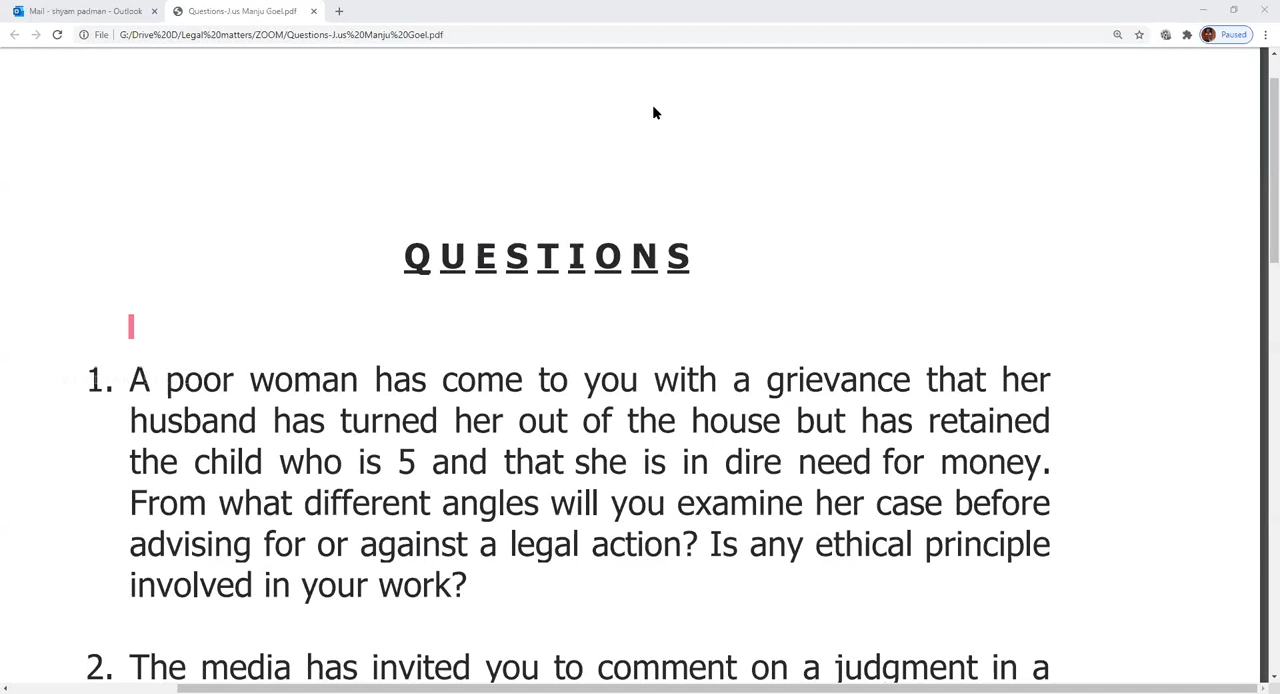 Mail - shyam padman - Outlook
Questions-J.us Manju Goel.pdf
File
G:/Drive%20D/Legal%20matters/ZOOM/Questions-J.us%20Manju%20Goel.pdf
Paused
QUESTIONS
1. A poor woman has come to you with a grievance that her
husband has turned her out of the house but has retained
the child who is 5 and that she is in dire need for money.
From what different angles will you examine her case before
advising for or against a legal action? Is any ethical principle
involved in your work?
2. The media has invited you to comment on a judgment in a